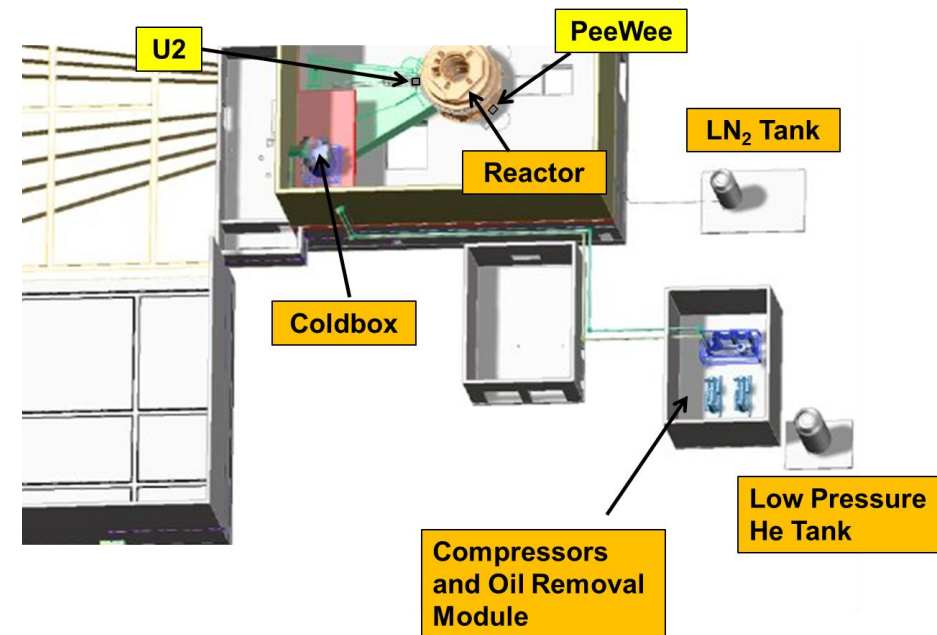 U2
PeeWee
LN₂ Tank
Reactor
Coldbox
Low Pressure
He Tank
Compressors
and Oil Removal
Module